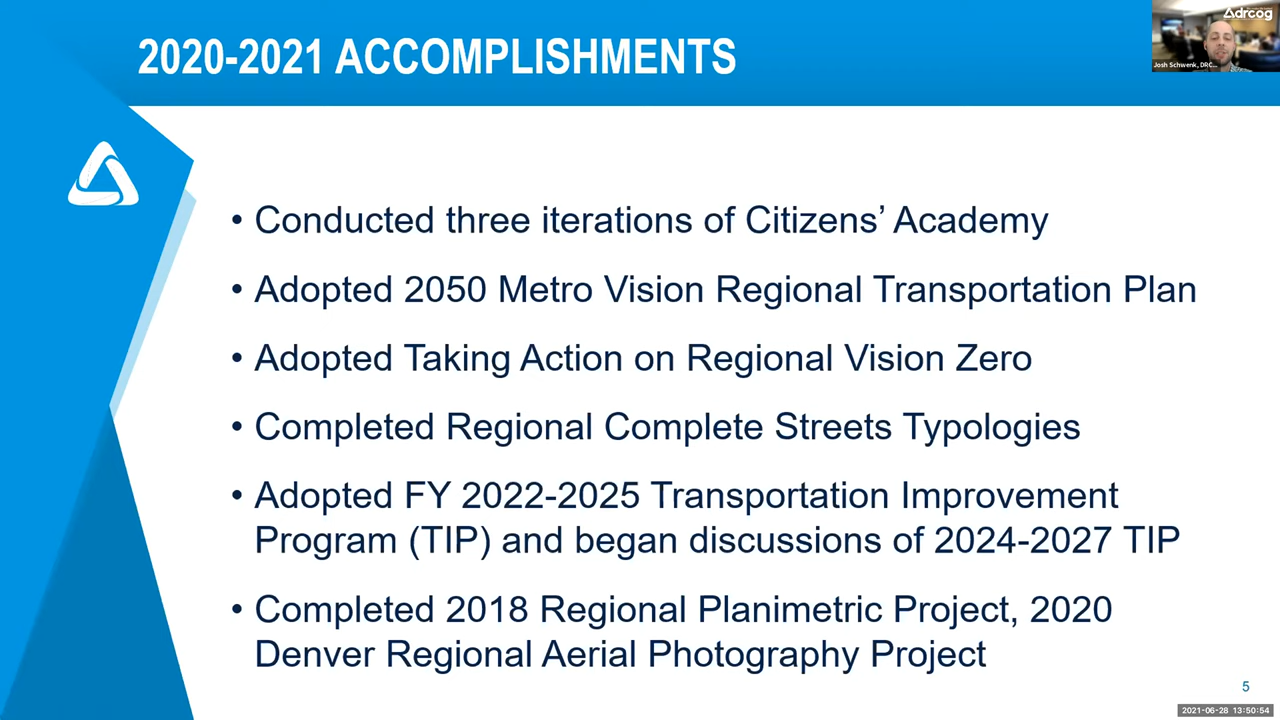 2020-2021 ACCOMPLISHMENTS
drcog
Josh Schwenk, DRC...
• Conducted three iterations of Citizens’ Academy
• Adopted 2050 Metro Vision Regional Transportation Plan
• Adopted Taking Action on Regional Vision Zero
• Completed Regional Complete Streets Typologies
• Adopted FY 2022-2025 Transportation Improvement
Program (TIP) and began discussions of 2024-2027 TIP
• Completed 2018 Regional Planimetric Project, 2020
Denver Regional Aerial Photography Project
5
2021-06-28 13:50:54